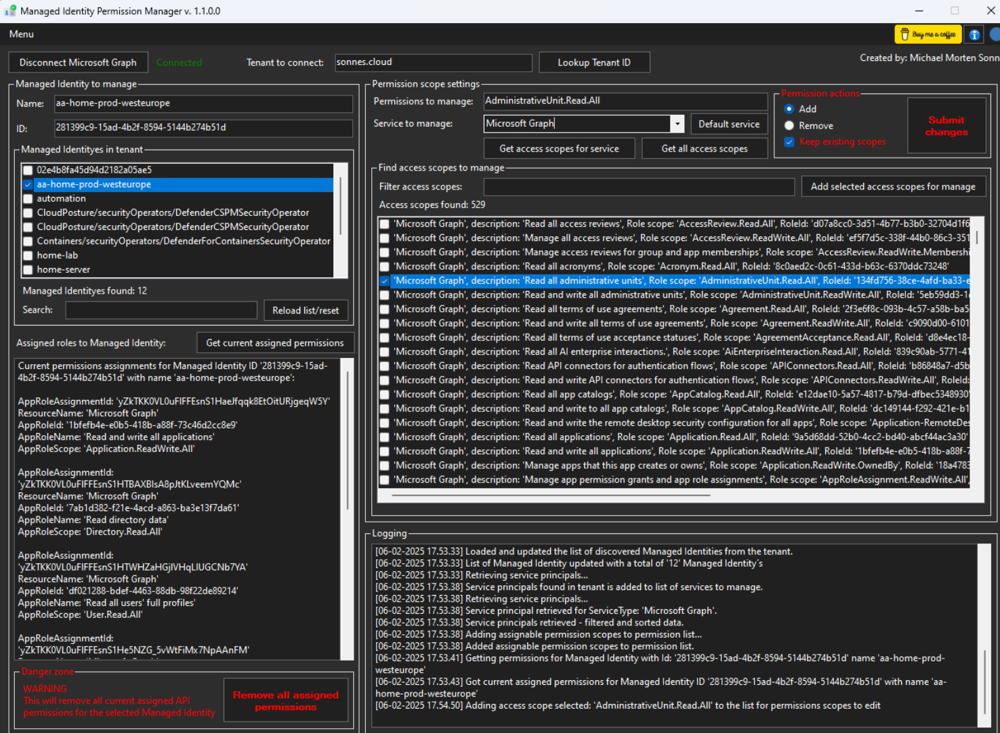 Managed Identity Permission Manager v. 1.1.0.0
Menu
Buy me a coffee
Disconnect Microsoft Graph
Connected
Tenant to connect:
sonnes.cloud
Lookup Tenant ID
Created by: Michael Morten Sonn
Managed Identity to manage
Name:
aa-home-prod-westeurope
ID:
281399c9-15ad-4b2f-8594-5144b274b51d
Managed Identityes in tenant
02e4b8fa45d94d2182a05ae5
aa-home-prod-westeurope
automation
CloudPosture/securityOperators/DefenderCSPMSecurityOperator
CloudPosture/securityOperators/DefenderCSPMSecurityOperator
Containers/securityOperators/DefenderForContainersSecurityOperator
home-lab
home-server
Managed Identityes found: 12
Search:
Reload list/reset
Assigned roles to Managed Identity:
Get current assigned permissions
Current permissions assignments for Managed Identity ID '281399c9-15ad-
4b2f-8594-5144b274b51d' with name 'aa-home-prod-westeurope':
AppRoleAssignmentId: 'yZkTKK0VL0uFlFFEsnS1HaeJfqqk8EtOitURjgeqW5Y'
ResourceName: 'Microsoft Graph'
AppRoleId: '1bfefb4e-e0b5-418b-a88f-73c46d2cc8e9'
AppRoleName: 'Read and write all applications'
AppRoleScope: 'Application.ReadWrite.All'
AppRoleAssignmentId:
'yZkTKK0VL0uFlFFEsnS1HTBAXBlsA8pJtKLveemYQMc'
ResourceName: 'Microsoft Graph'
AppRoleId: '7ab1d382-f21e-4acd-a863-ba3e13f7da61'
AppRoleName: 'Read directory data'
AppRoleScope: 'Directory.Read.All'
AppRoleAssignmentId:
'yZkTKK0VL0uFlFFEsnS1HTWHZaHGjlVHqLlUGCNb7YA'
ResourceName: 'Microsoft Graph'
AppRoleId: 'df021288-bdef-4463-88db-98f22de89214'
AppRoleName: 'Read all users' full profiles'
AppRoleScope: 'User.Read.All'
AppRoleAssignmentId:
'yZkTKK0VL0uFlFFEsnS1He5NZG_5vWtFiMx7NpAAnFM'
Danger zone
WARNING
This will remove all current assigned API
permissions for the selected Managed Identity
Remove all assigned
permissions
Permission scope settings
Permissions to manage:
AdministrativeUnit.Read.All
Service to manage:
Microsoft Graph
Default service
Get access scopes for service
Get all access scopes
Permission actions
Add
Remove
Keep existing scopes
Submit
changes
Find access scopes to manage
Filter access scopes:
Add selected access scopes for manage
Access scopes found: 529
'Microsoft Graph', description: 'Read all access reviews', Role scope: 'AccessReview.Read.All', RoleId: 'd07a8cc0-3d51-4b77-b3b0-32704d1f6
'Microsoft Graph', description: 'Manage all access reviews', Role scope: 'AccessReview.ReadWrite.All', RoleId: 'ef5f7d5c-338f-44b0-86c3-351
'Microsoft Graph', description: 'Manage access reviews for group and app memberships', Role scope: 'AccessReview.ReadWrite.Membershi
'Microsoft Graph', description: 'Read all acronyms', Role scope: 'Acronym.Read.All', RoleId: '8c0aed2c-0c61-433d-b63c-6370ddc73248'
'Microsoft Graph', description: 'Read all administrative units', Role scope: 'AdministrativeUnit.Read.All', RoleId: '134fd756-38ce-4afd-ba33-e
'Microsoft Graph', description: 'Read and write all administrative units', Role scope: 'AdministrativeUnit.ReadWrite.All', RoleId: '5eb59dd3-1
'Microsoft Graph', description: 'Read all terms of use agreements', Role scope: 'Agreement.Read.All', RoleId: '2f3e6f8c-093b-4c57-a58b-ba5
'Microsoft Graph', description: 'Read and write all terms of use agreements', Role scope: 'Agreement.ReadWrite.All', RoleId: 'c9090d00-6101
'Microsoft Graph', description: 'Read all terms of use acceptance statuses', Role scope: 'AgreementAcceptance.Read.All', RoleId: 'd8e4ec18-
'Microsoft Graph', description: 'Read all AI enterprise interactions.', Role scope: 'AiEnterpriseInteraction.Read.All', RoleId: '839c90ab-5771-41
'Microsoft Graph', description: 'Read API connectors for authentication flows', Role scope: 'APIConnectors.Read.All', RoleId: 'b86848a7-d5b
'Microsoft Graph', description: 'Read and write API connectors for authentication flows', Role scope: 'APIConnectors.ReadWrite.All', RoleId:
'Microsoft Graph', description: 'Read all app catalogs', Role scope: 'AppCatalog.Read.All', RoleId: 'e12dae10-5a57-4817-b79d-dfbec5348930'
'Microsoft Graph', description: 'Read and write to all app catalogs', Role scope: 'AppCatalog.ReadWrite.All', RoleId: 'dc149144-f292-421e-b1
'Microsoft Graph', description: 'Read and write the remote desktop security configuration for all apps', Role scope: 'Application-RemoteDes
'Microsoft Graph', description: 'Read all applications', Role scope: 'Application.Read.All', RoleId: '9a5d68dd-52b0-4cc2-bd40-abcf44ac3a30'
'Microsoft Graph', description: 'Read and write all applications', Role scope: 'Application.ReadWrite.All', RoleId: '1bfefb4e-e0b5-418b-a88f-7
'Microsoft Graph', description: 'Manage apps that this app creates or owns', Role scope: 'Application.ReadWrite.OwnedBy', RoleId: '18a4783
'Microsoft Graph', description: 'Manage app permission grants and app role assignments', Role scope: 'AppRoleAssignment.ReadWrite.All',
Logging
[06-02-2025 17.53.33] Loaded and updated the list of discovered Managed Identities from the tenant.
[06-02-2025 17.53.33] List of Managed Identity updated with a total of '12' Managed Identity´s
[06-02-2025 17.53.33] Retrieving service principals...
[06-02-2025 17.53.38] Service principals found in tenant is added to list of services to manage.
[06-02-2025 17.53.38] Retrieving service principals...
[06-02-2025 17.53.38] Service principal retrieved for ServiceType: 'Microsoft Graph'.
[06-02-2025 17.53.38] Service principals retrieved - filtered and sorted data.
[06-02-2025 17.53.38] Adding assignable permission scopes to permission list...
[06-02-2025 17.53.38] Added assignable permission scopes to permission list.
[06-02-2025 17.53.41] Getting permissions for Managed Identity with Id: '281399c9-15ad-4b2f-8594-5144b274b51d' name 'aa-home-prod-
westeurope'
[06-02-2025 17.53.43] Got current assigned permissions for Managed Identity ID '281399c9-15ad-4b2f-8594-5144b274b51d' with name 'aa-
home-prod-westeurope'
[06-02-2025 17.54.50] Adding access scope selected: 'AdministrativeUnit.Read.All' to the list for permissions scopes to edit